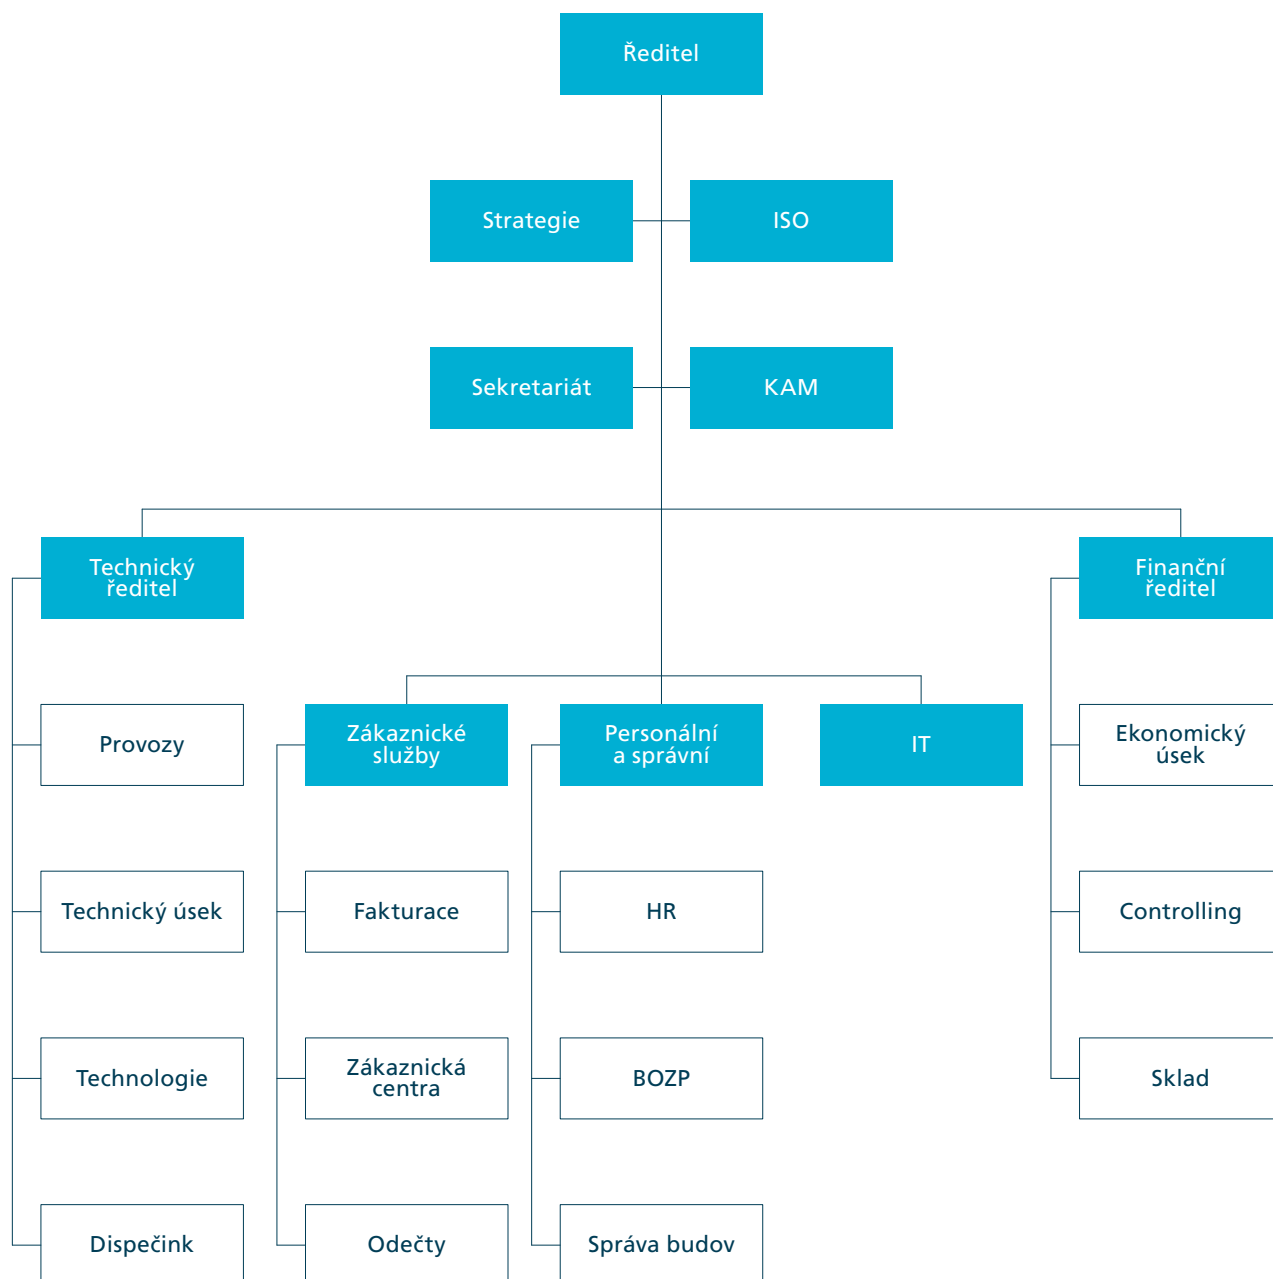 Ředitel
Strategie
ISO
Sekretariát
KAM
Technický
ředitel
Finanční
ředitel
Provozy
Zákaznické
služby
Personální
a správní
IT
Ekonomický
úsek
Technický úsek
Fakturace
HR
Controlling
Technologie
Zákaznická
centra
BOZP
Sklad
Dispečink
Odečty
Správa budov